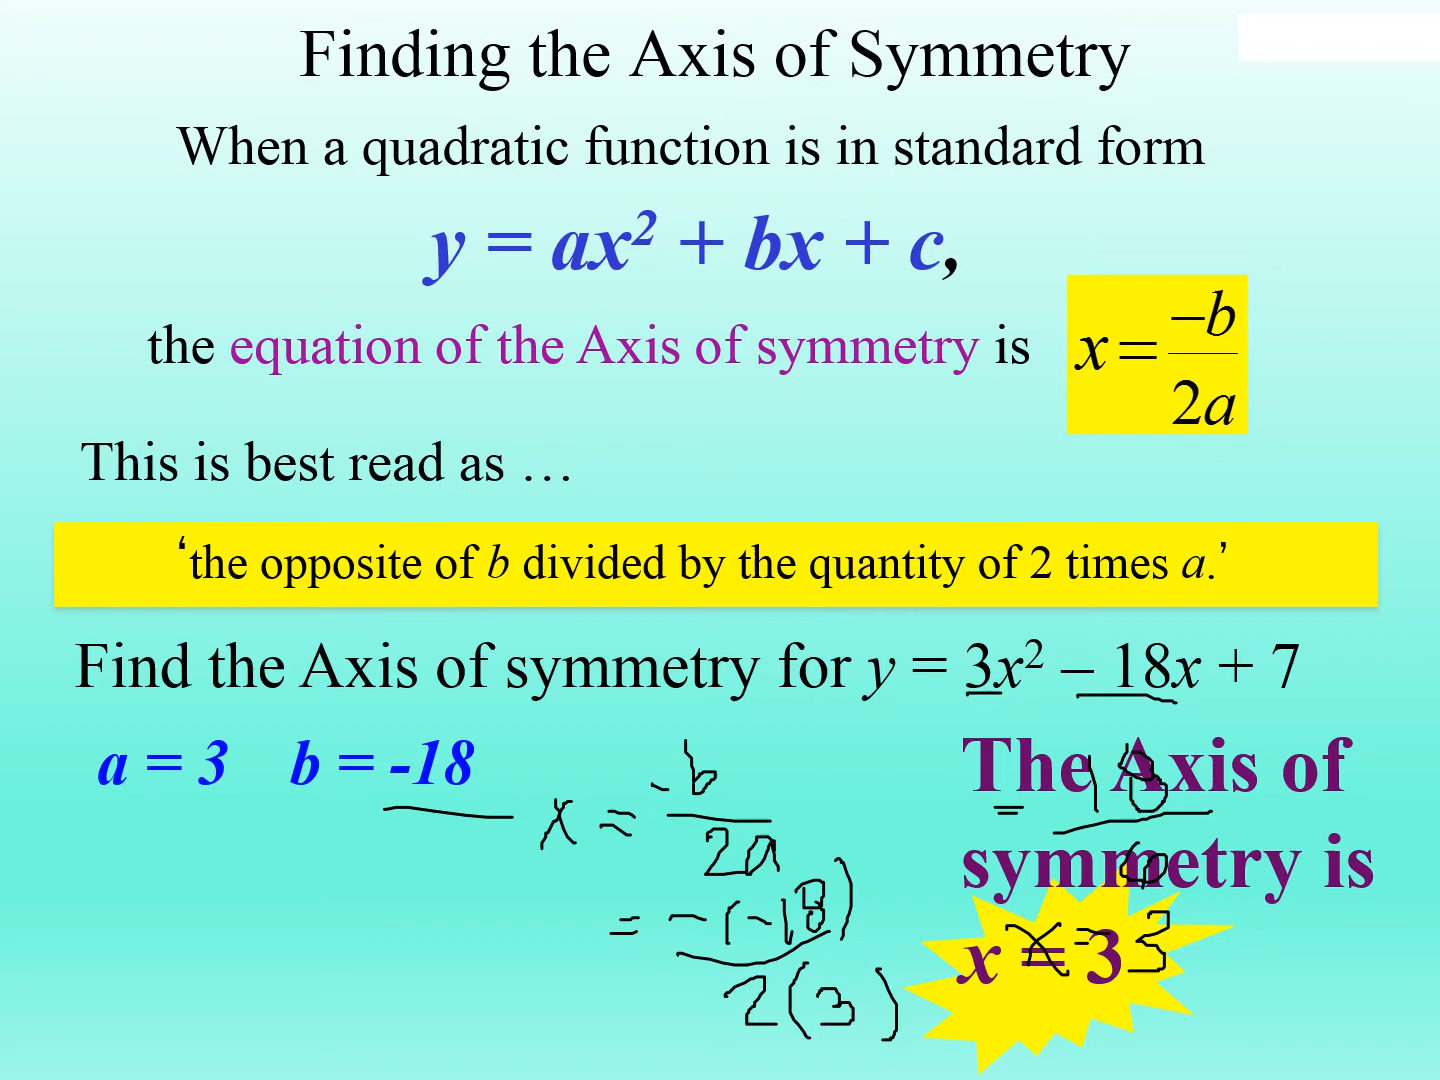 Finding the Axis of Symmetry
When a quadratic function is in standard form
y = ax² + bx + c,
the equation of the Axis of symmetry is x = –b / 2a
This is best read as …
‘the opposite of b divided by the quantity of 2 times a.’
Find the Axis of symmetry for y = 3x² – 18x + 7
a = 3 b = -18
x = -b / 2a
= -(-18) / 2(3)
= 18 / 6
x = 3
The Axis of
symmetry is
x = 3